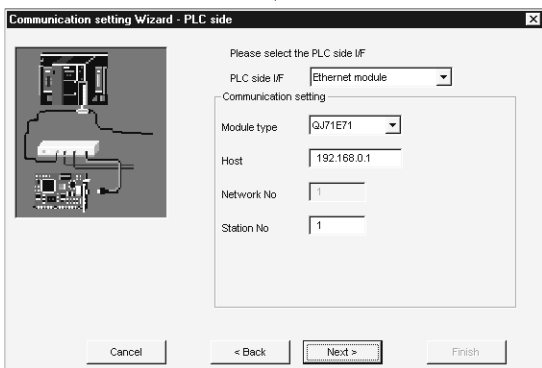 Communication setting Wizard - PLC side
Please select the PLC side I/F
PLC side I/F Ethernet module
Communication setting
Module type QJ71E71
Host 192.168.0.1
Network No 1
Station No 1
Cancel < Back Next > Finish